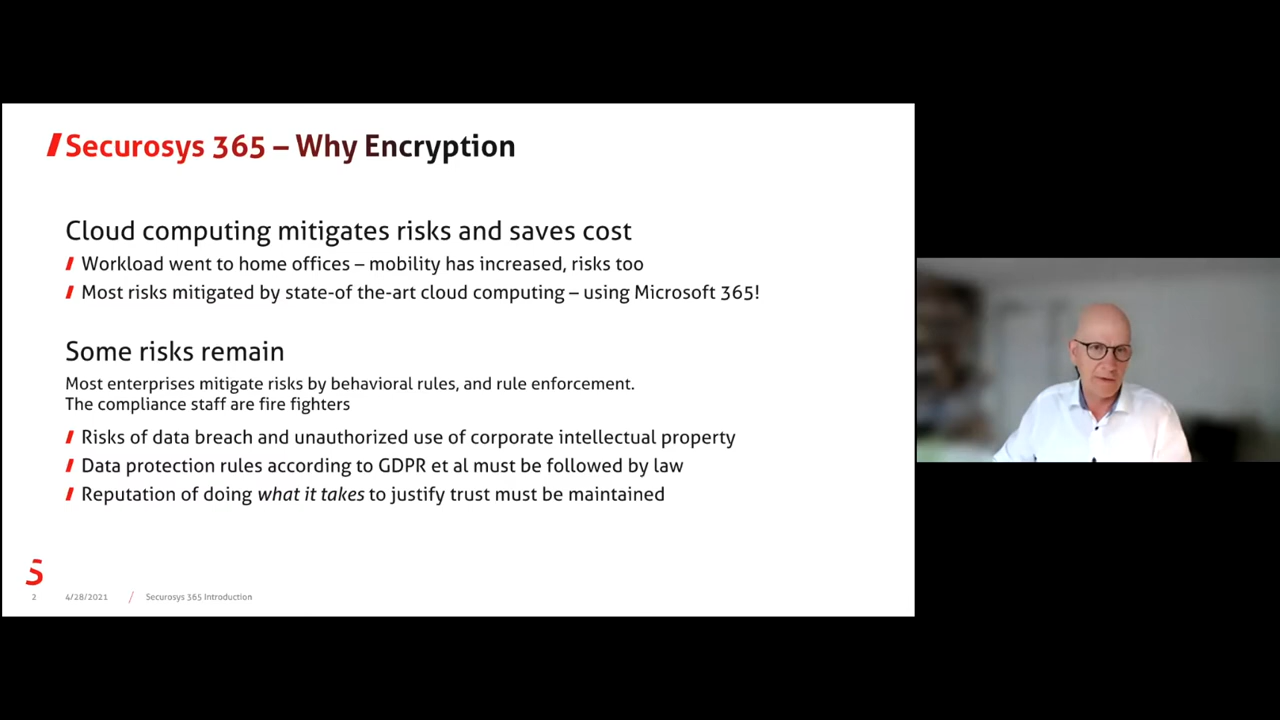 Securosys 365 – Why Encryption
Cloud computing mitigates risks and saves cost
Workload went to home offices – mobility has increased, risks too
Most risks mitigated by state-of the-art cloud computing – using Microsoft 365!
Some risks remain
Most enterprises mitigate risks by behavioral rules, and rule enforcement.
The compliance staff are fire fighters
Risks of data breach and unauthorized use of corporate intellectual property
Data protection rules according to GDPR et al must be followed by law
Reputation of doing what it takes to justify trust must be maintained
S
2 4/28/2021 / Securosys 365 Introduction